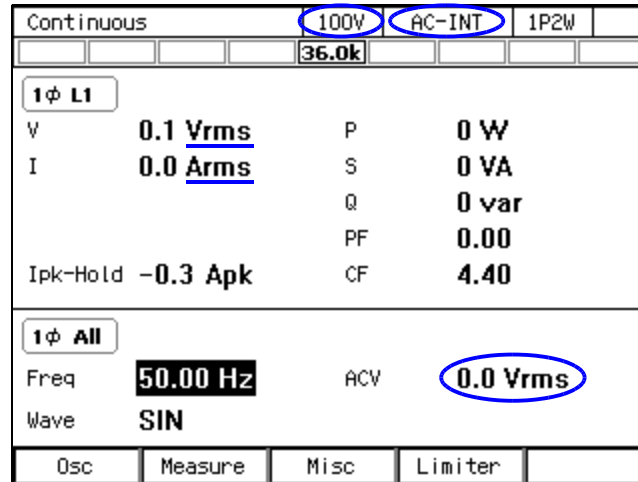 Continuous 100V AC-INT 1P2W
36.0k
1ϕ L1
V 0.1 Vrms P 0 W
I 0.0 Arms S 0 VA
Q 0 var
PF 0.00
Ipk-Hold -0.3 Apk CF 4.40
1ϕ All
Freq 50.00 Hz ACV 0.0 Vrms
Wave SIN
Osc Measure Misc Limiter